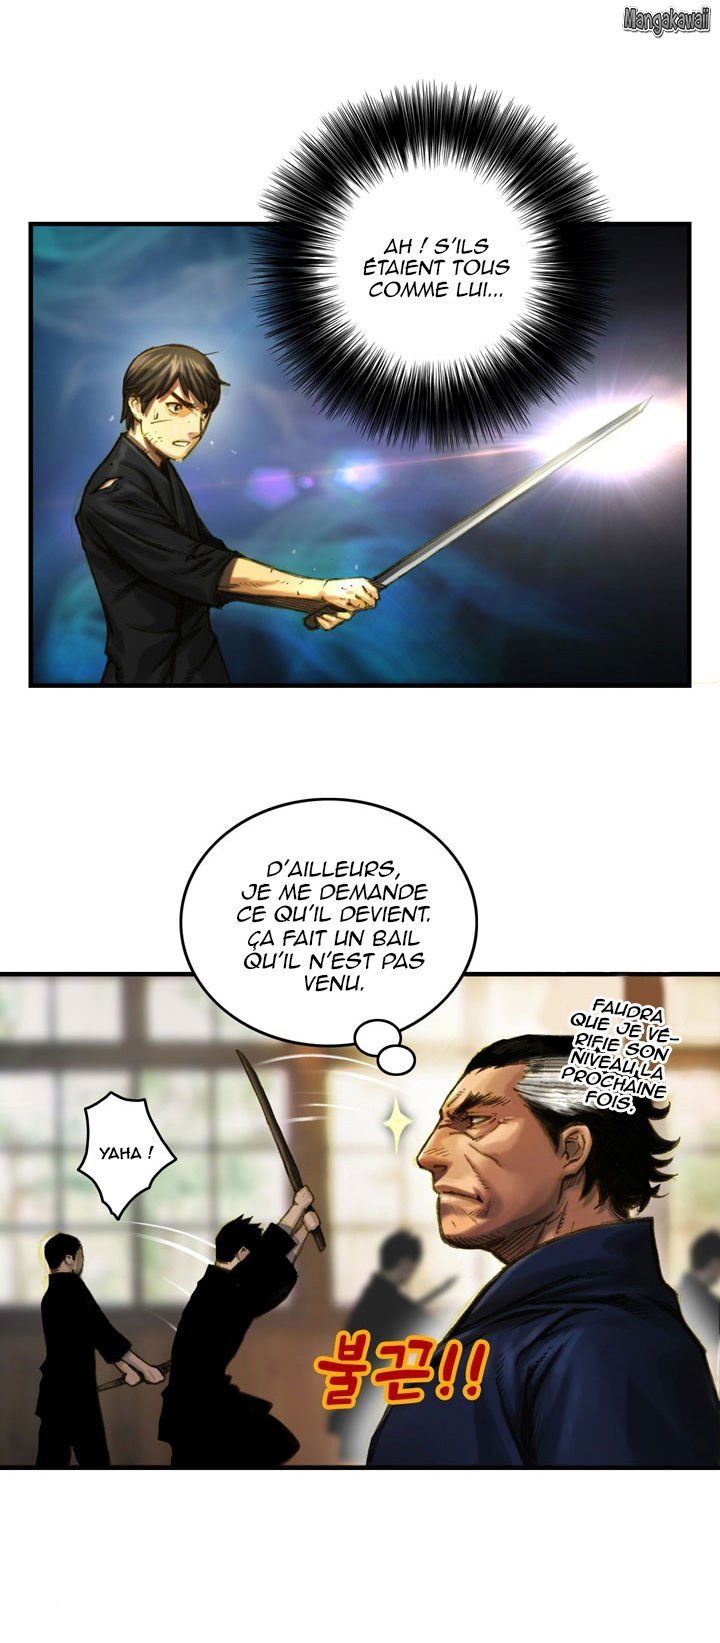 Mangakawaii
AH ! S'ILS
ÉTAIENT TOUS
COMME LUI...
D'AILLEURS,
JE ME DEMANDE
CE QU'IL DEVIENT.
ÇA FAIT UN BAIL
QU'IL N'EST PAS
VENU.
FAUDRA
QUE JE VÉ-
RIFIE SON
NIVEAU LA
PROCHAINE
FOIS.
YAHA !
불끈!!